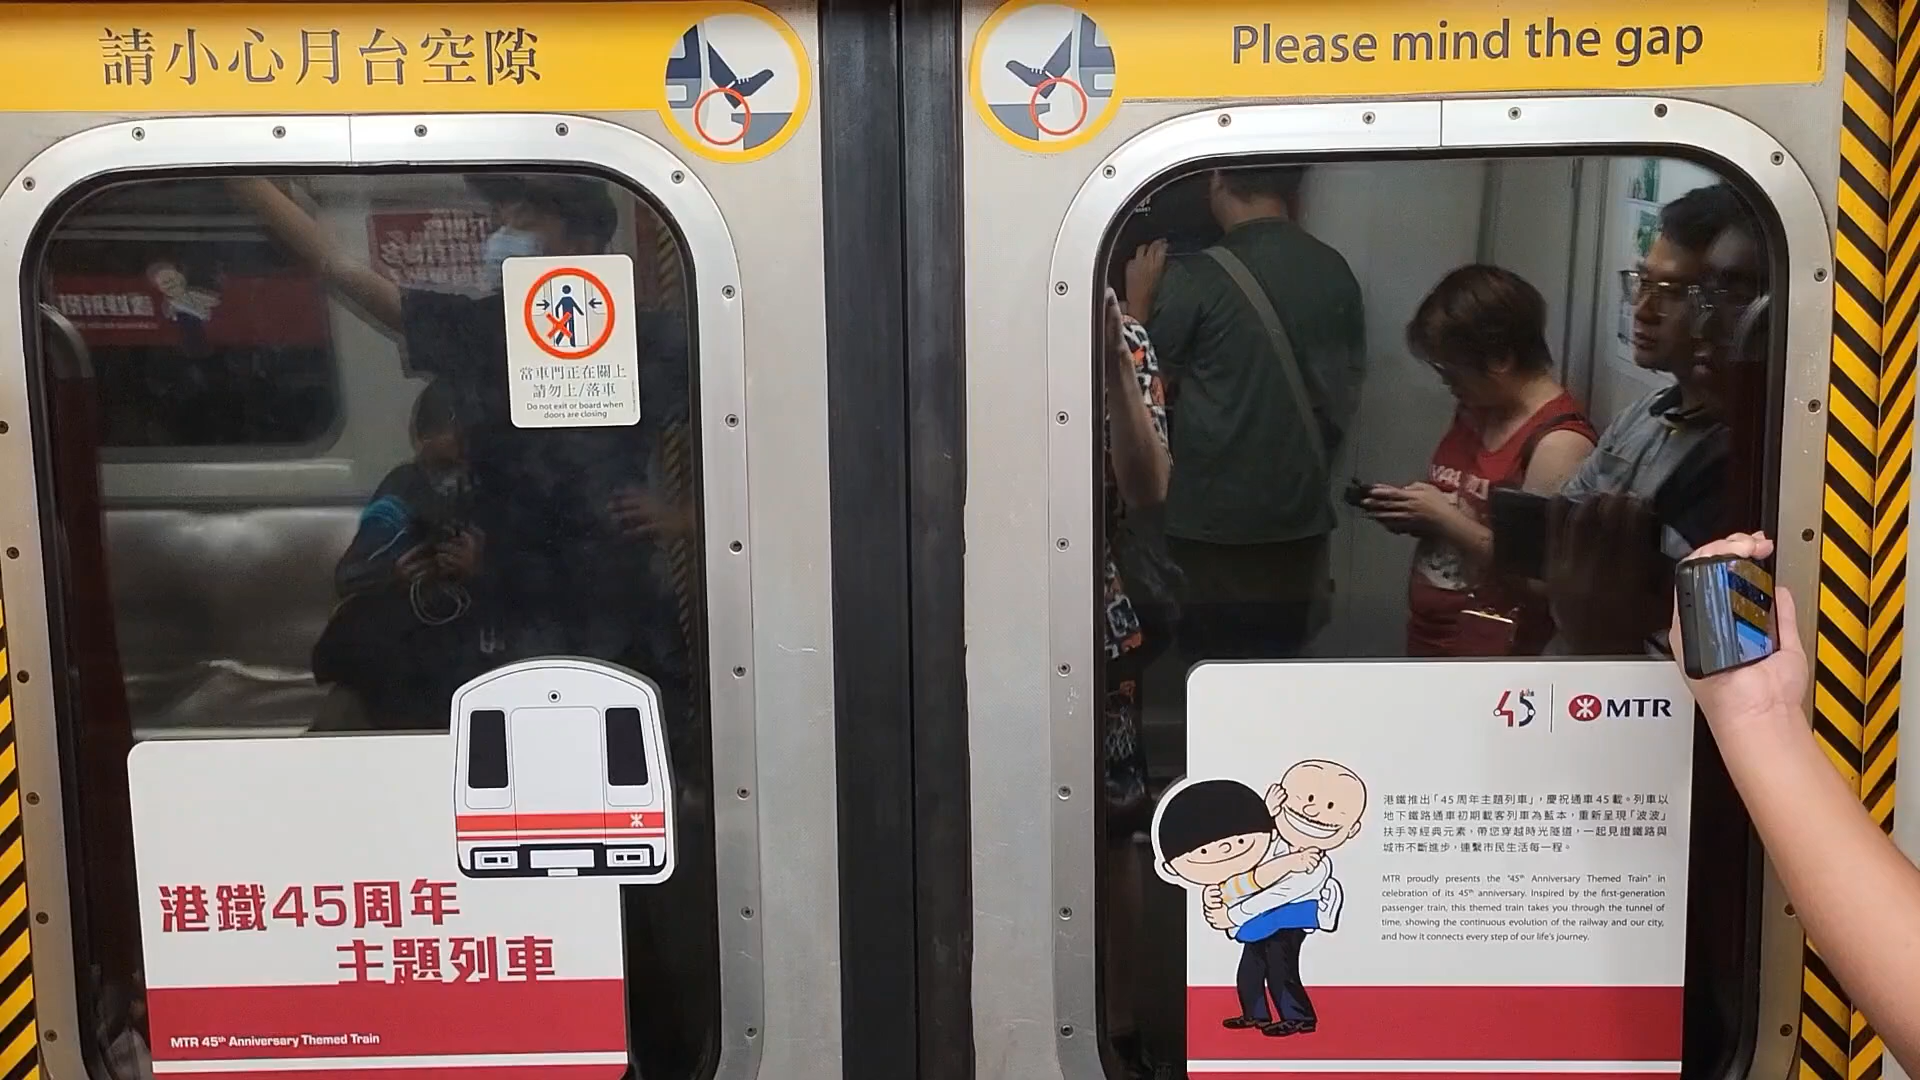 請小心月台空隙
Please mind the gap
當車門正在關上
請勿上/落車
Do not exit or board when
doors are closing
港鐵45周年
主題列車
MTR 45th Anniversary Themed Train
45
MTR
港鐵推出「45周年主題列車」，慶祝通車45載。列車以
地下鐵路通車初期載客列車為藍本，重新呈現「波波」
扶手等經典元素，帶您穿越時光隧道，一起見證鐵路與
城市不斷進步，連繫市民生活每一程。
MTR proudly presents the "45th Anniversary Themed Train" in
celebration of its 45th anniversary. Inspired by the first-generation
passenger train, this themed train takes you through the tunnel of
time, showing the continuous evolution of the railway and our city,
and how it connects every step of our life's journey.